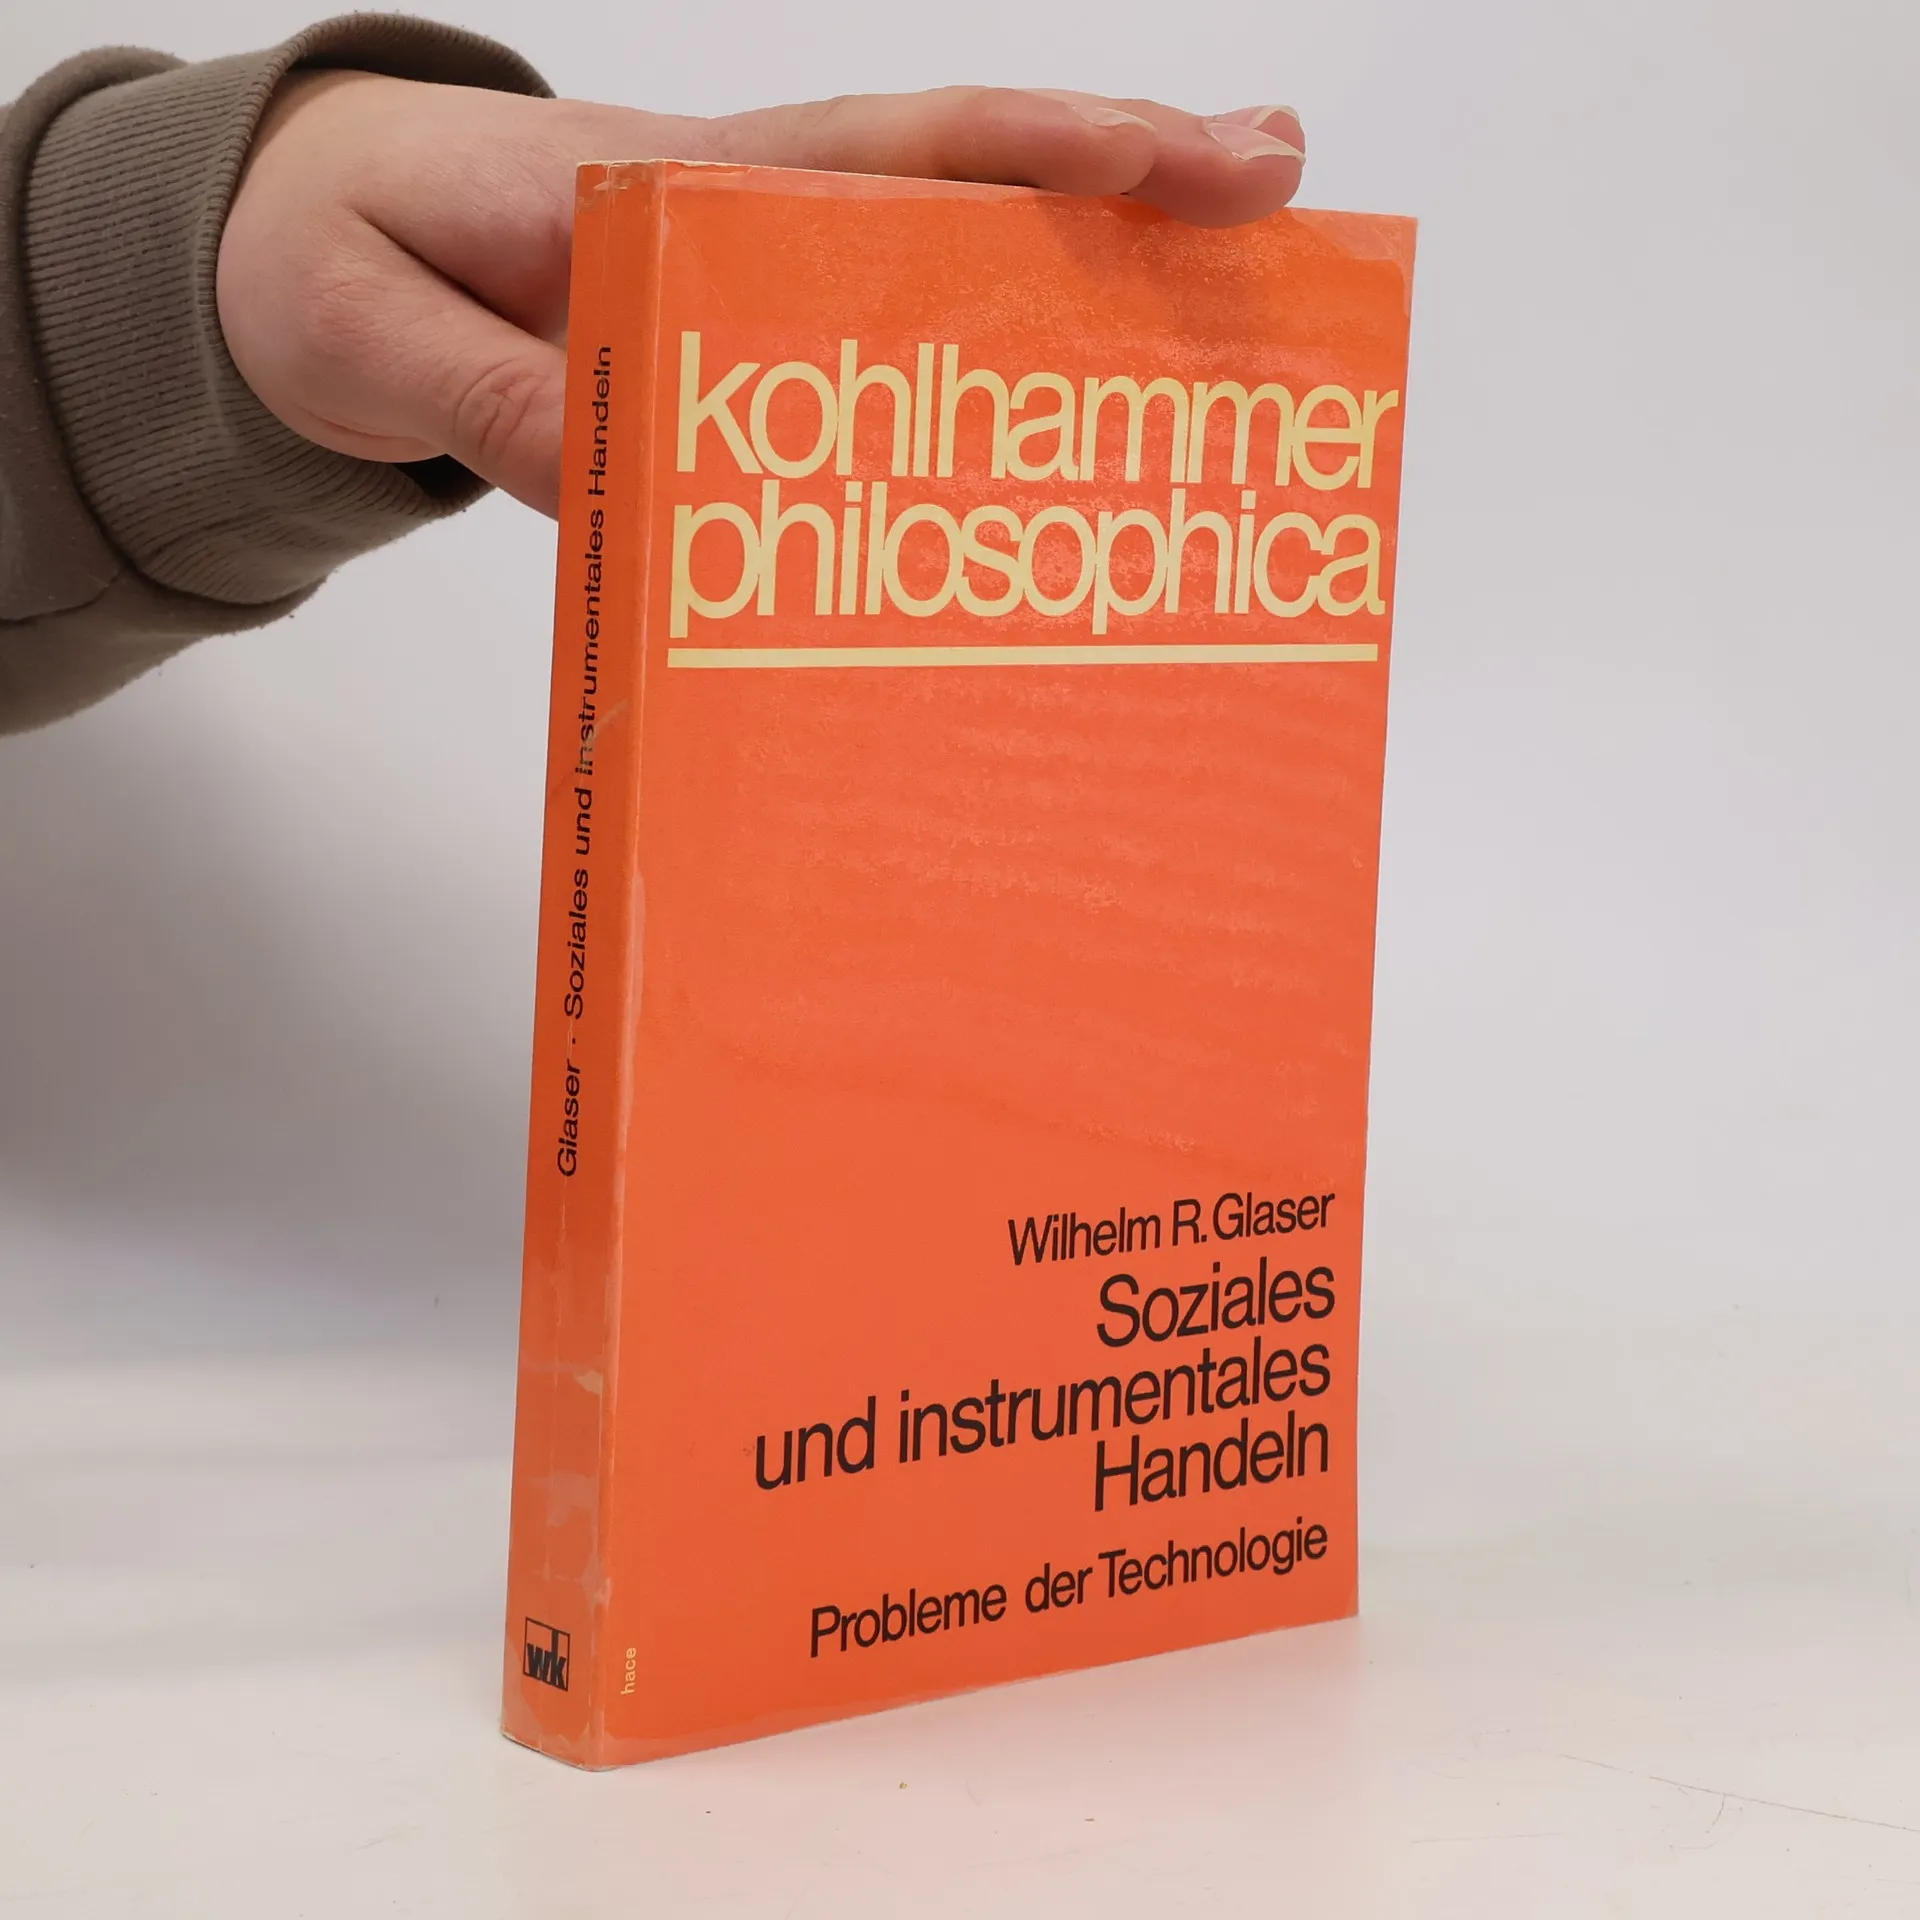 kohlhammer
philosophica
Wilhelm R. Glaser
Soziales
und instrumentales
Handeln
Probleme der Technologie
hace
Glaser · Soziales und instrumentales Handeln
wk